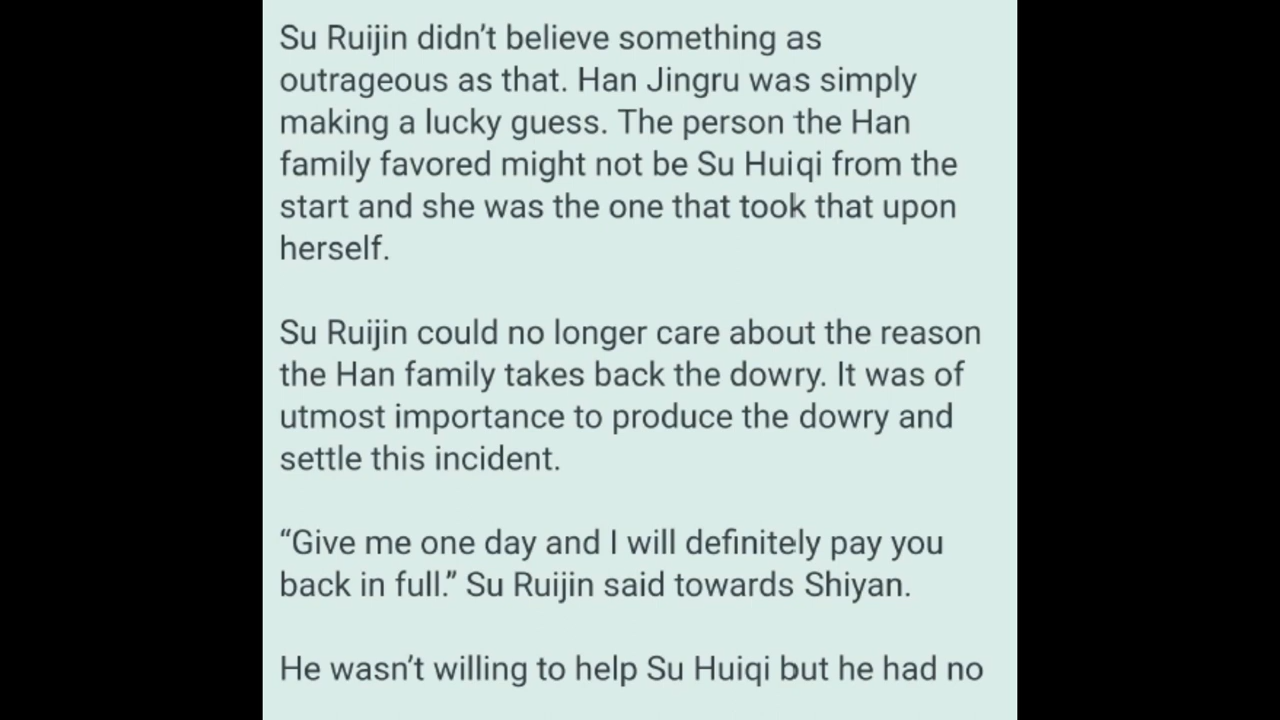 Su Ruijin didn’t believe something as
outrageous as that. Han Jingru was simply
making a lucky guess. The person the Han
family favored might not be Su Huiqi from the
start and she was the one that took that upon
herself.
Su Ruijin could no longer care about the reason
the Han family takes back the dowry. It was of
utmost importance to produce the dowry and
settle this incident.
“Give me one day and I will definitely pay you
back in full.” Su Ruijin said towards Shiyan.
He wasn’t willing to help Su Huiqi but he had no